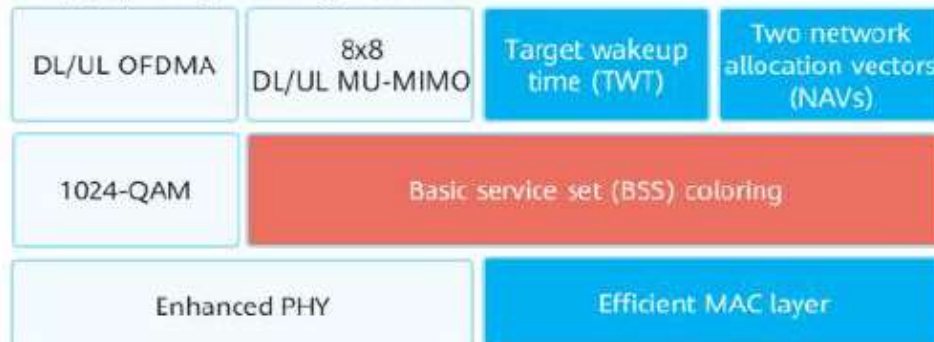 DL/UL OFDMA
8x8
DL/UL MU-MIMO
Target wakeup
time (TWT)
Two network
allocation vectors
(NAVs)
1024-QAM
Basic service set (BSS) coloring
Enhanced PHY
Efficient MAC layer